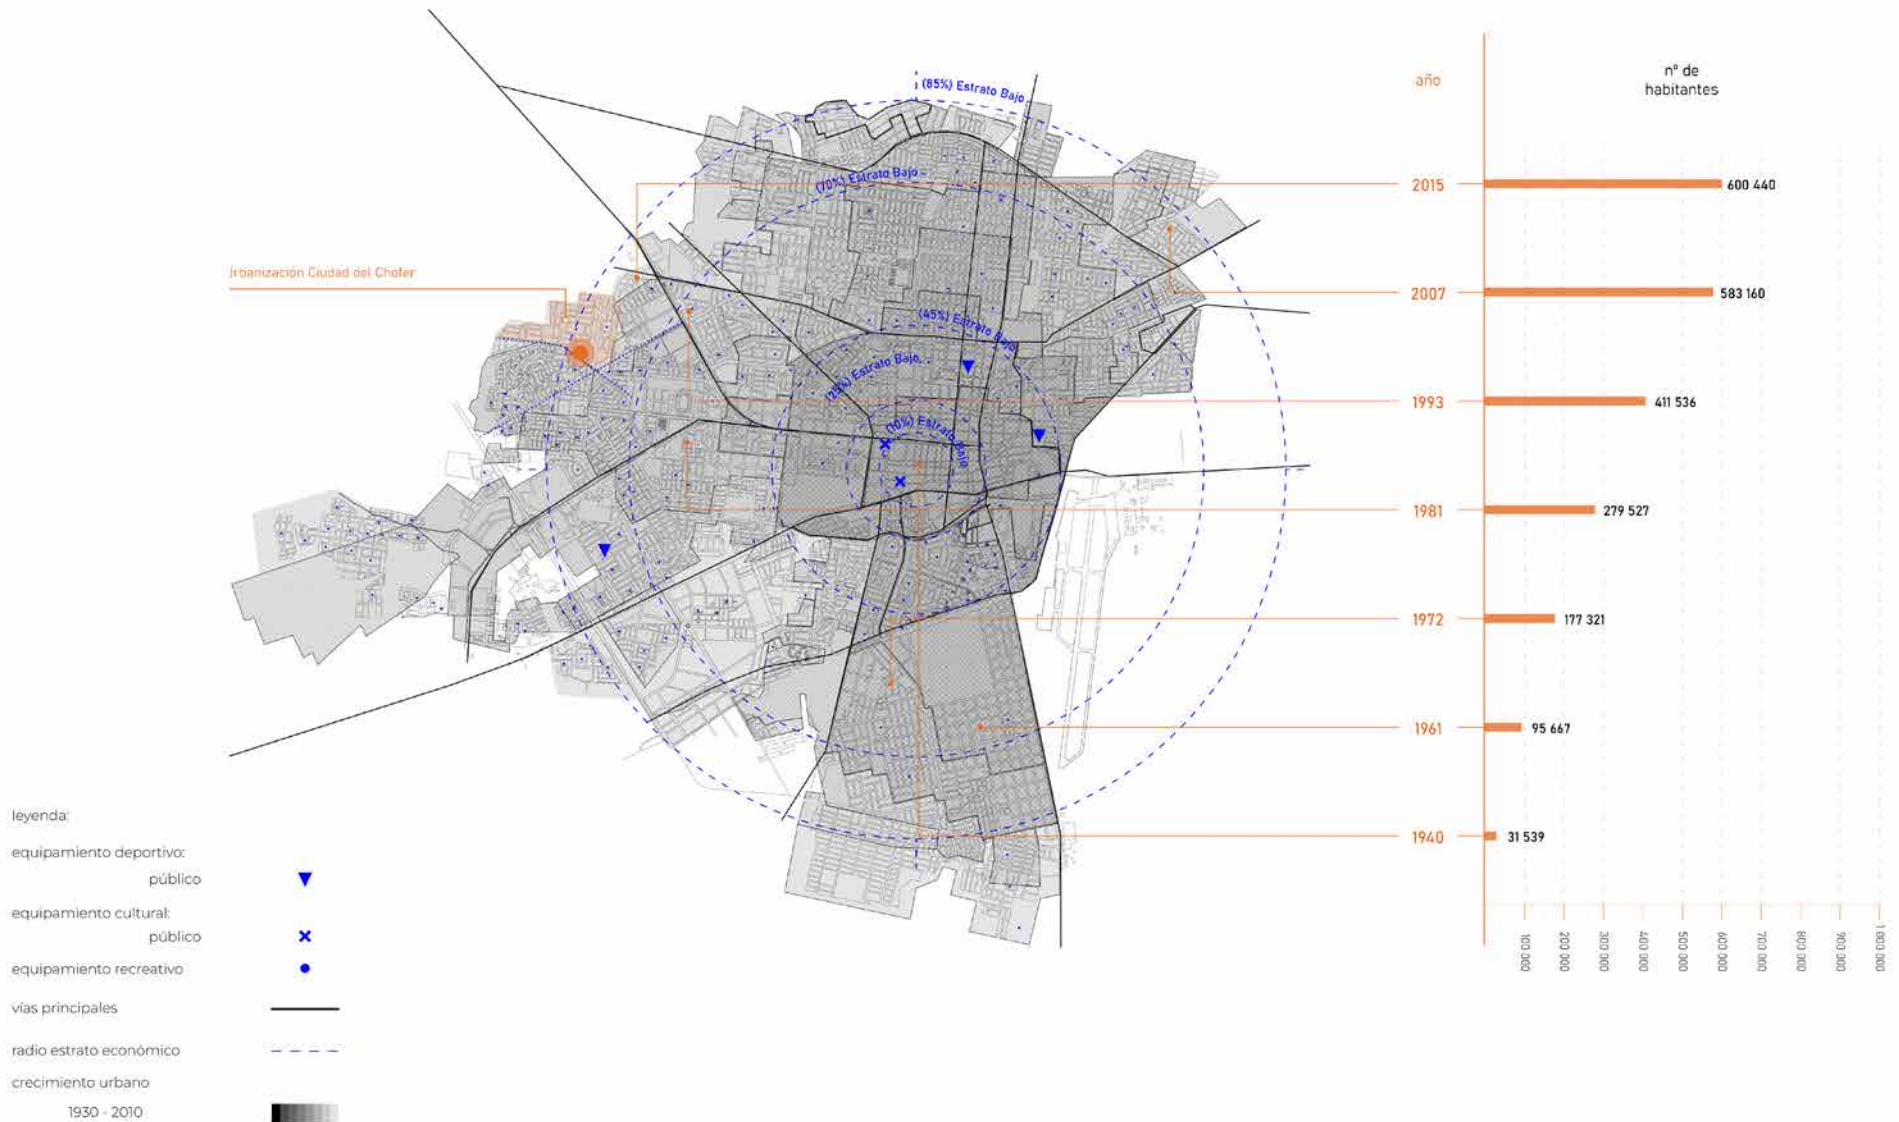 (85%) Estrato Bajo
(70%) Estrato Bajo
(45%) Estrato Bajo
(25%) Estrato Bajo
(10%) Estrato Bajo
Urbanización Ciudad del Chofer
año
nº de
habitantes
2015
600 440
2007
583 160
1993
411 536
1981
279 527
1972
177 321
1961
95 667
1940
31 539
100 000
200 000
300 000
400 000
500 000
600 000
700 000
800 000
900 000
1 000 000
leyenda:
equipamiento deportivo:
público
equipamiento cultural:
público
equipamiento recreativo
vías principales
radio estrato económico
crecimiento urbano
1930 - 2010